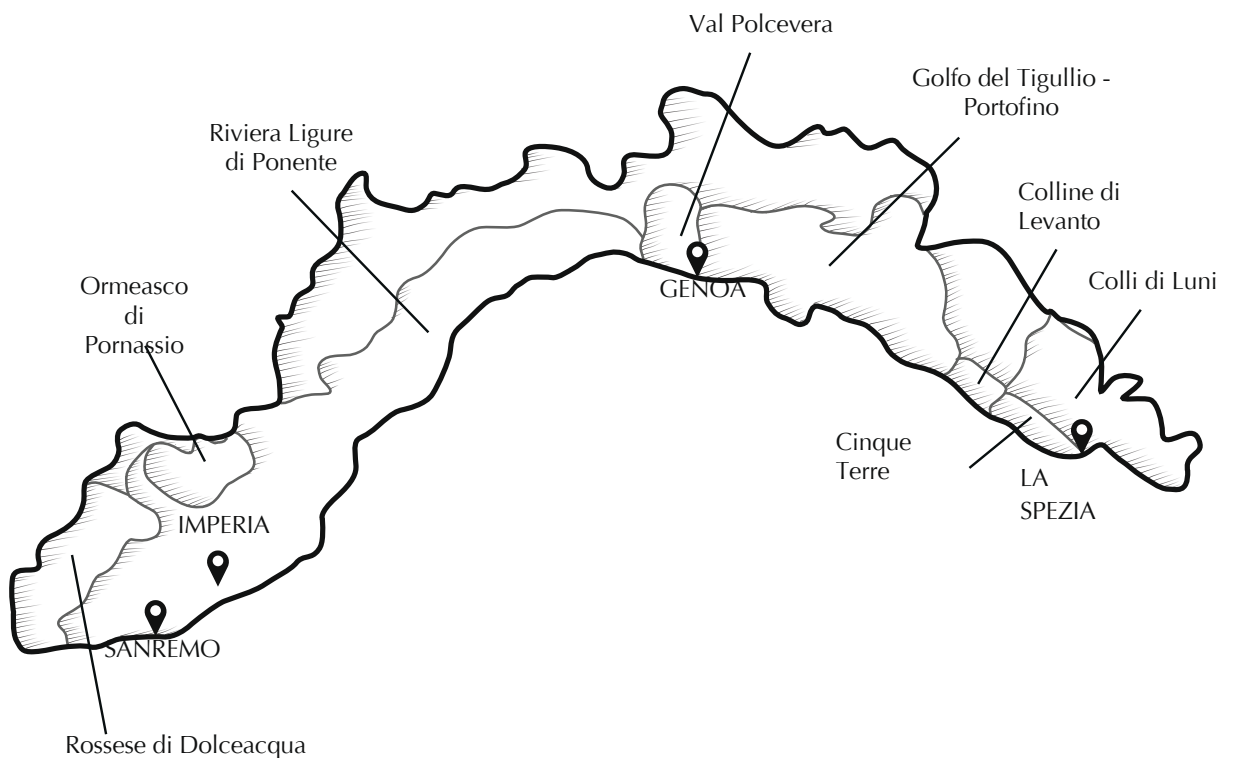 Val Polcevera
Golfo del Tigullio -
Portofino
Riviera Ligure
di Ponente
Colline di
Levanto
Ormeasco
di
Pornassio
Colli di Luni
GENOA
Cinque
Terre
LA
SPEZIA
IMPERIA
SANREMO
Rossese di Dolceacqua